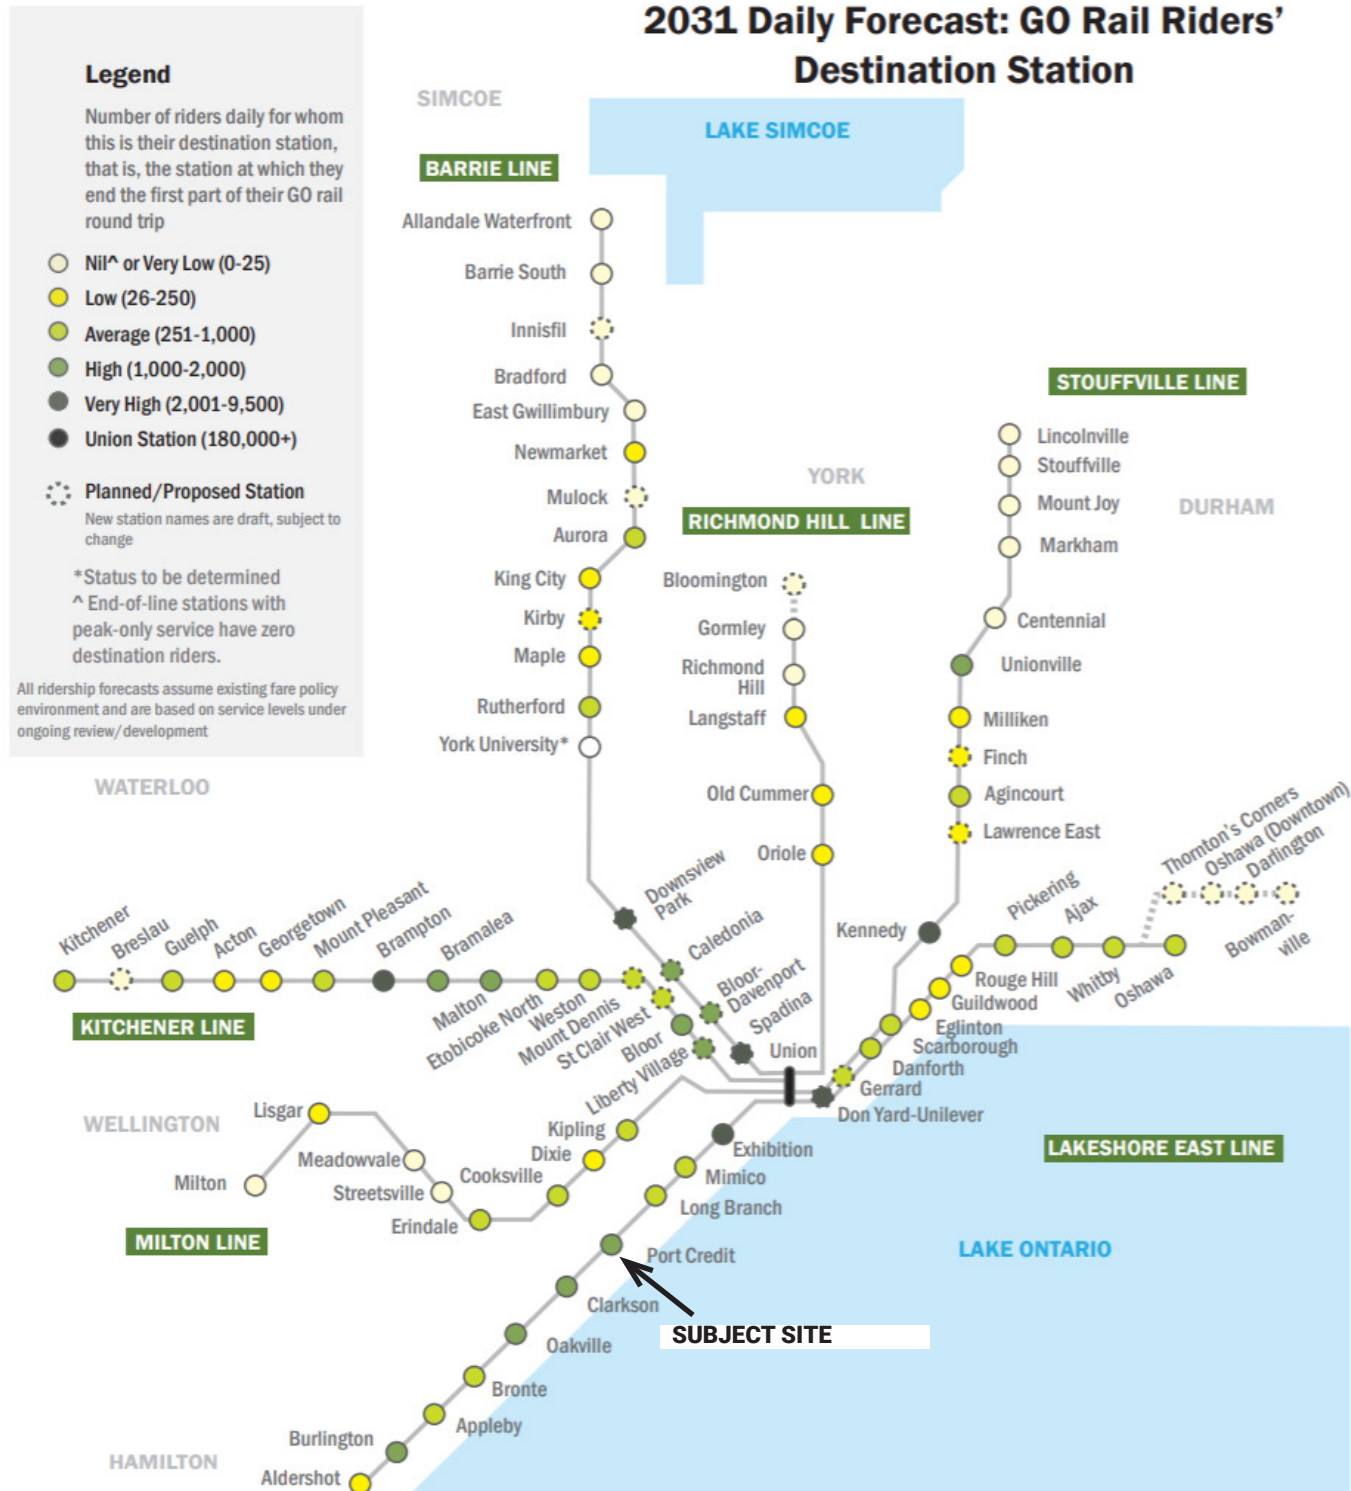 2031 Daily Forecast: GO Rail Riders’
Destination Station
Legend
Number of riders daily for whom
this is their destination station,
that is, the station at which they
end the first part of their GO rail
round trip
Nil^ or Very Low (0-25)
Low (26-250)
Average (251-1,000)
High (1,000-2,000)
Very High (2,001-9,500)
Union Station (180,000+)
Planned/Proposed Station
New station names are draft, subject to
change
*Status to be determined
^ End-of-line stations with
peak-only service have zero
destination riders.
All ridership forecasts assume existing fare policy
environment and are based on service levels under
ongoing review/development
SIMCOE
LAKE SIMCOE
BARRIE LINE
Allandale Waterfront
Barrie South
Innisfil
Bradford
East Gwillimbury
Newmarket
Mulock
Aurora
King City
Kirby
Maple
Rutherford
York University*
Downsview
Park
Caledonia
Bloor-
Davenport
Spadina
YORK
RICHMOND HILL LINE
Bloomington
Gormley
Richmond
Hill
Langstaff
Old Cummer
Oriole
STOUFFVILLE LINE
Lincolnville
Stouffville
Mount Joy
Markham
Centennial
Unionville
Milliken
Finch
Agincourt
Lawrence East
Kennedy
DURHAM
Thornton's Corners
Oshawa (Downtown)
Darlington
Bowman-
ville
Pickering
Ajax
Whitby
Oshawa
Rouge Hill
Guildwood
Eglinton
Scarborough
Danforth
Gerrard
Don Yard-Unilever
LAKESHORE EAST LINE
WATERLOO
Kitchener
Breslau
Guelph
Acton
Georgetown
Mount Pleasant
Brampton
Bramalea
Malton
Etobicoke North
Weston
Mount Dennis
St Clair West
Bloor
Liberty Village
Union
KITCHENER LINE
WELLINGTON
Lisgar
Milton
Meadowvale
Streetsville
Erindale
Cooksville
Dixie
Kipling
MILTON LINE
Exhibition
Mimico
Long Branch
Port Credit
Clarkson
SUBJECT SITE
Oakville
Bronte
Appleby
Burlington
Aldershot
HAMILTON
LAKE ONTARIO